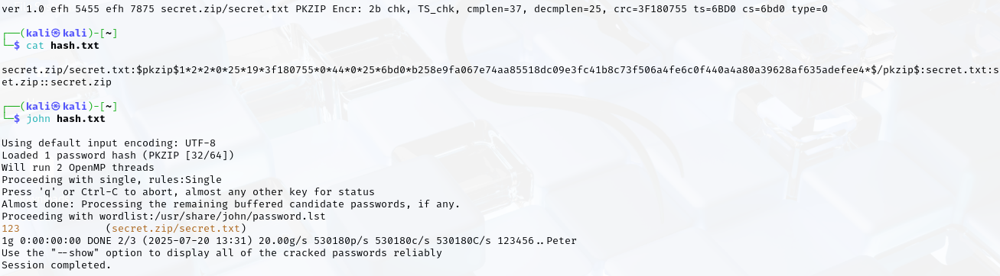 ver 1.0 efh 5455 efh 7875 secret.zip/secret.txt PKZIP Encr: 2b chk, TS_chk, cmplen=37, decmplen=25, crc=3F180755 ts=6BD0 cs=6bd0 type=0
┌──(kali㉿kali)-[~]
└─$ cat hash.txt
secret.zip/secret.txt:$pkzip$1*2*2*0*25*19*3f180755*0*44*0*25*6bd0*b258e9fa067e74aa85518dc09e3fc41b8c73f506a4fe6c0f440a4a80a39628af635adefee4*$/pkzip$:secret.txt:s
et.zip::secret.zip
┌──(kali㉿kali)-[~]
└─$ john hash.txt
Using default input encoding: UTF-8
Loaded 1 password hash (PKZIP [32/64])
Will run 2 OpenMP threads
Proceeding with single, rules:Single
Press 'q' or Ctrl-C to abort, almost any other key for status
Almost done: Processing the remaining buffered candidate passwords, if any.
Proceeding with wordlist:/usr/share/john/password.lst
123              (secret.zip/secret.txt)
1g 0:00:00:00 DONE 2/3 (2025-07-20 13:31) 20.00g/s 530180p/s 530180c/s 530180C/s 123456..Peter
Use the "--show" option to display all of the cracked passwords reliably
Session completed.